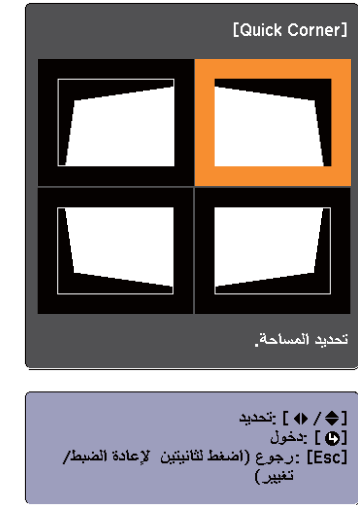 [Quick Corner]
تحديد المساحة.
[ / ] :تحديد
[ ] :دخول
[Esc] :رجوع (اضغط لثانيتين لإعادة الضبط/
تغيير)